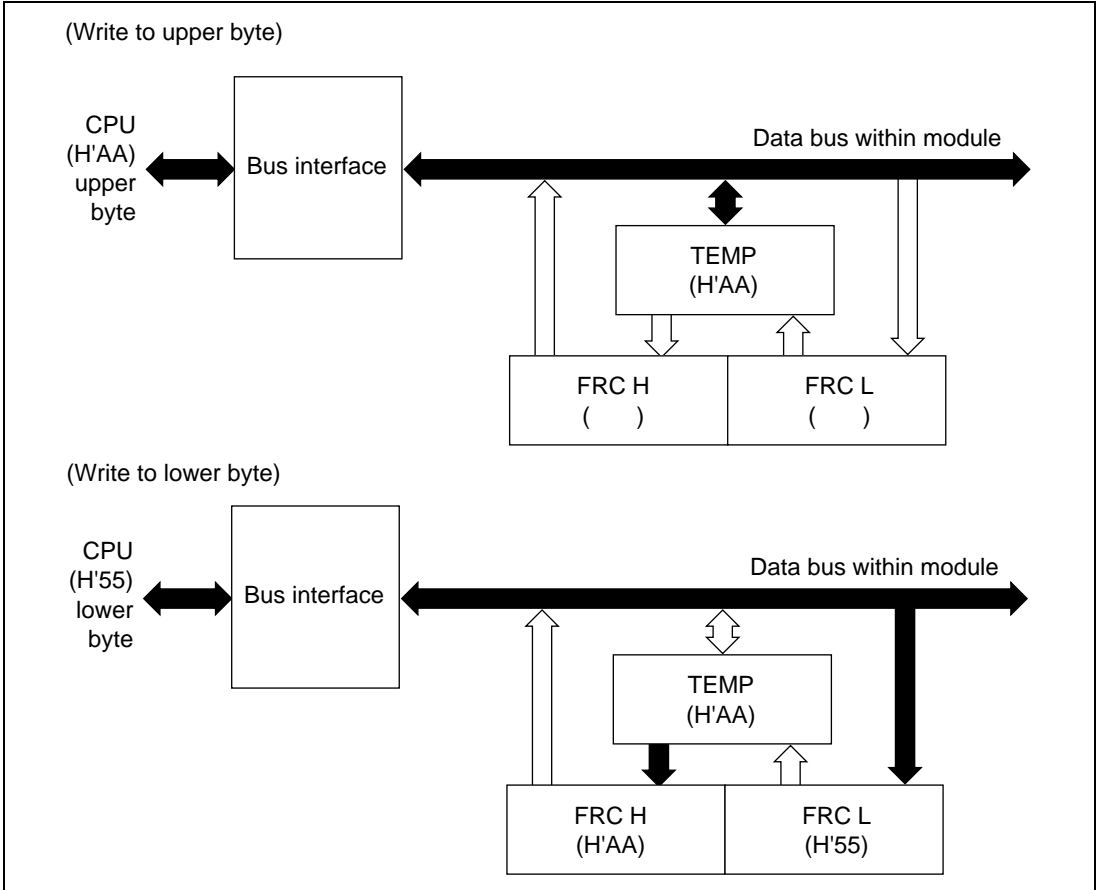 (Write to upper byte)
CPU
(H'AA)
upper
byte
Bus interface
Data bus within module
TEMP
(H'AA)
FRC H
(    )
FRC L
(    )
(Write to lower byte)
CPU
(H'55)
lower
byte
Bus interface
Data bus within module
TEMP
(H'AA)
FRC H
(H'AA)
FRC L
(H'55)